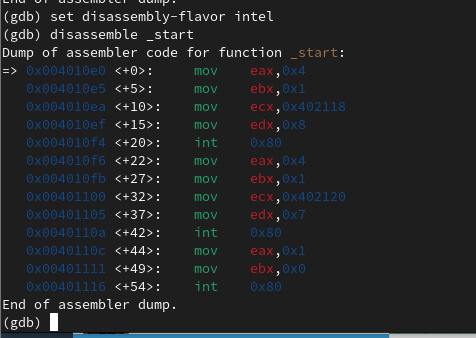 End of assembler dump.
(gdb) set disassembly-flavor intel
(gdb) disassemble _start
Dump of assembler code for function _start:
=> 0x004010e0 <+0>: mov eax,0x4
0x004010e5 <+5>: mov ebx,0x1
0x004010ea <+10>: mov ecx,0x402118
0x004010ef <+15>: mov edx,0x8
0x004010f4 <+20>: int 0x80
0x004010f6 <+22>: mov eax,0x4
0x004010fb <+27>: mov ebx,0x1
0x00401100 <+32>: mov ecx,0x402120
0x00401105 <+37>: mov edx,0x7
0x0040110a <+42>: int 0x80
0x0040110c <+44>: mov eax,0x1
0x00401111 <+49>: mov ebx,0x0
0x00401116 <+54>: int 0x80
End of assembler dump.
(gdb)